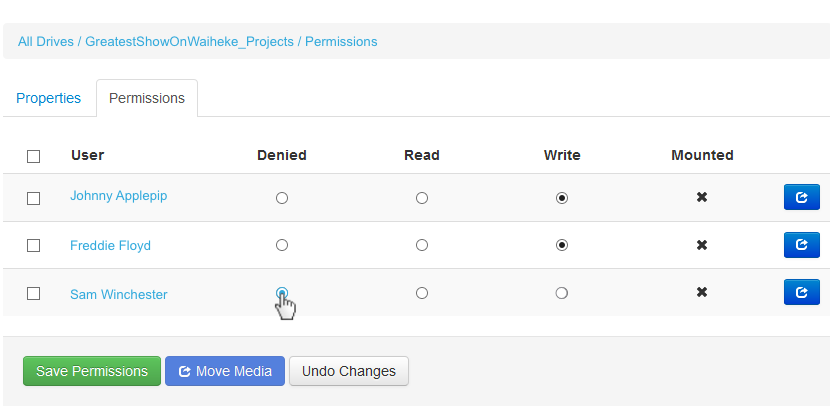 All Drives / GreatestShowOnWaiheke_Projects / Permissions
Properties Permissions
User Denied Read Write Mounted
Johnny Applepip
Freddie Floyd
Sam Winchester
Save Permissions Move Media Undo Changes